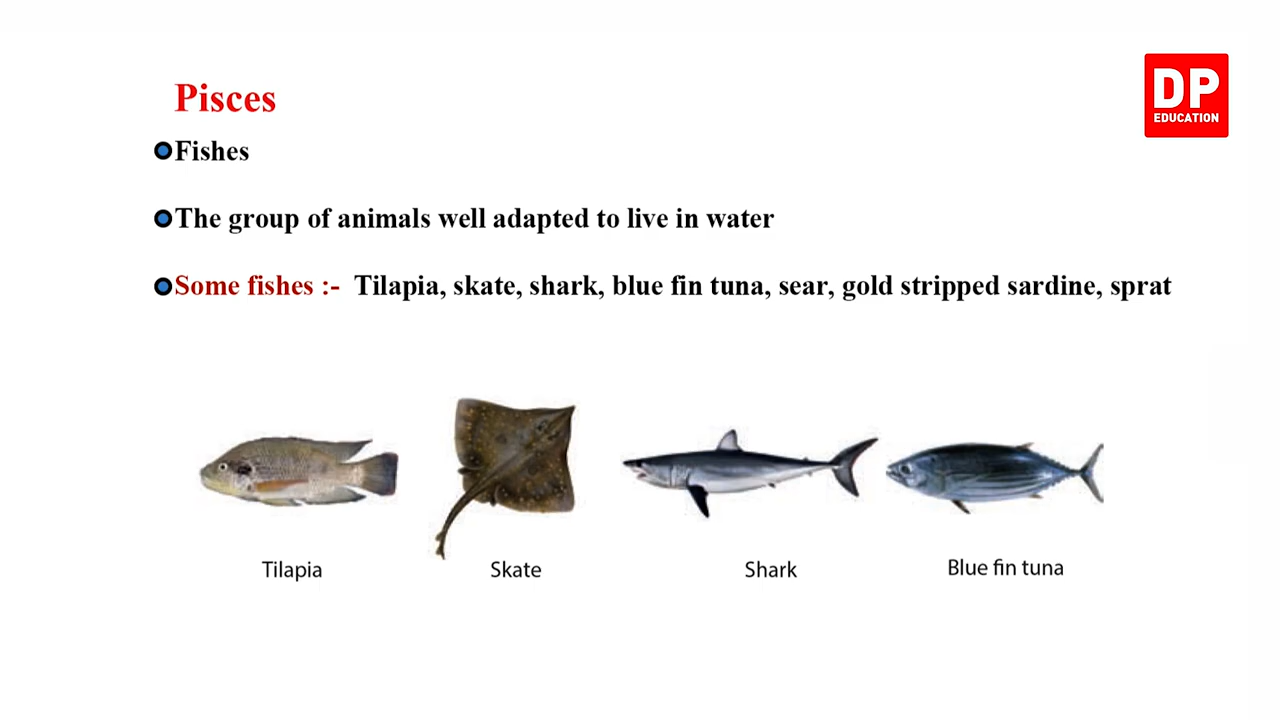 DP
EDUCATION
Pisces
Fishes
The group of animals well adapted to live in water
Some fishes :- Tilapia, skate, shark, blue fin tuna, sear, gold stripped sardine, sprat
Tilapia
Skate
Shark
Blue fin tuna